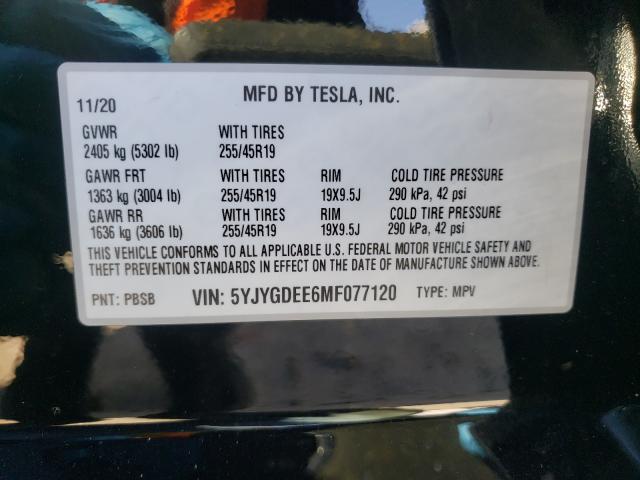 MFD BY TESLA, INC.
11/20
GVWR WITH TIRES
2405 kg (5302 lb) 255/45R19
GAWR FRT WITH TIRES RIM COLD TIRE PRESSURE
1363 kg (3004 lb) 255/45R19 19X9.5J 290 kPa, 42 psi
GAWR RR WITH TIRES RIM COLD TIRE PRESSURE
1636 kg (3606 lb) 255/45R19 19X9.5J 290 kPa, 42 psi
THIS VEHICLE CONFORMS TO ALL APPLICABLE U.S. FEDERAL MOTOR VEHICLE SAFETY AND
THEFT PREVENTION STANDARDS IN EFFECT ON THE DATE OF MANUFACTURE SHOWN ABOVE.
PNT: PBSB VIN: 5YJYGDEE6MF077120 TYPE: MPV